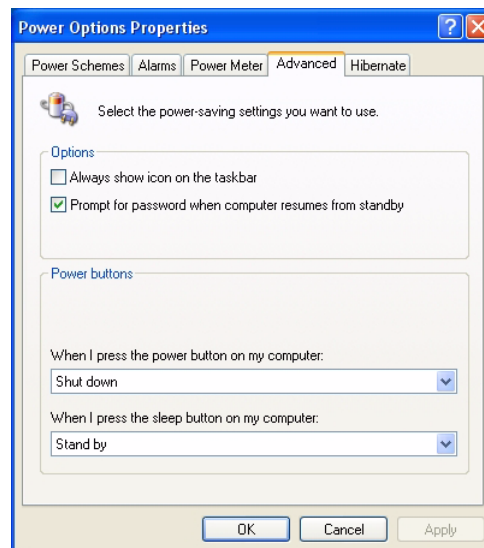 Power Options Properties
Power Schemes Alarms Power Meter Advanced Hibernate
Select the power-saving settings you want to use.
Options
Always show icon on the taskbar
Prompt for password when computer resumes from standby
Power buttons
When I press the power button on my computer:
Shut down
When I press the sleep button on my computer:
Stand by
OK Cancel Apply